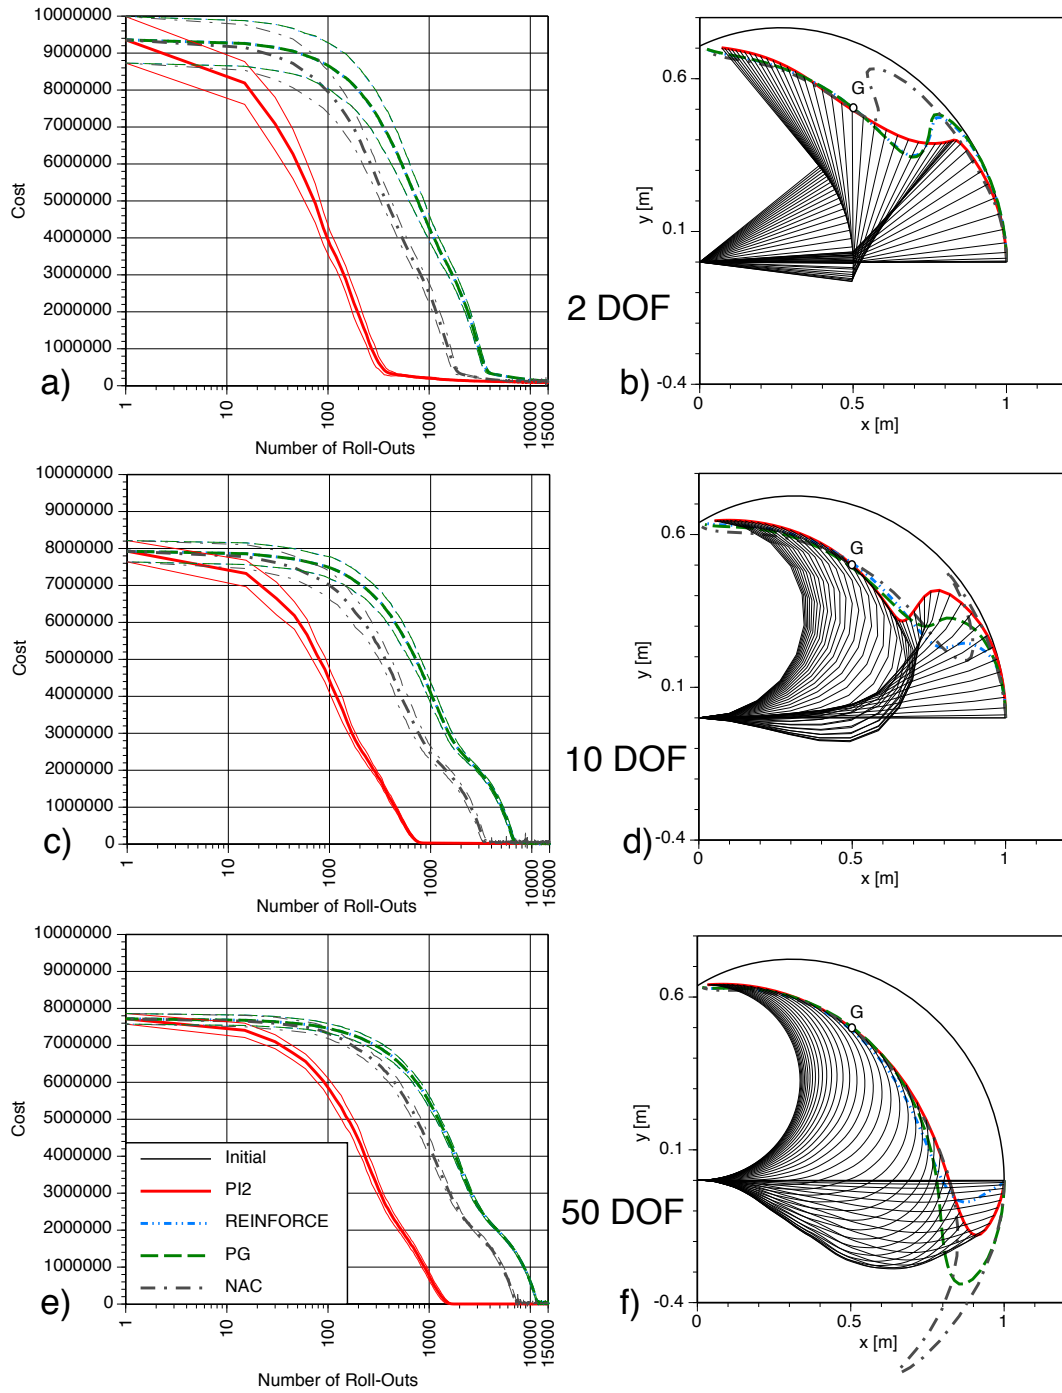 10000000
9000000
8000000
7000000
6000000
5000000
4000000
3000000
2000000
1000000
0
Cost
1
10
100
1000
10000
15000
Number of Roll-Outs
a)
2 DOF
0.6
0.1
-0.4
y [m]
G
0
0.5
1
x [m]
b)
10000000
9000000
8000000
7000000
6000000
5000000
4000000
3000000
2000000
1000000
0
Cost
1
10
100
1000
10000
15000
Number of Roll-Outs
c)
10 DOF
0.6
0.1
-0.4
y [m]
G
0
0.5
1
x [m]
d)
10000000
9000000
8000000
7000000
6000000
5000000
4000000
3000000
2000000
1000000
0
Cost
Initial
PI2
REINFORCE
PG
NAC
1
10
100
1000
10000
15000
Number of Roll-Outs
e)
50 DOF
0.6
0.1
-0.4
y [m]
G
0
0.5
1
x [m]
f)